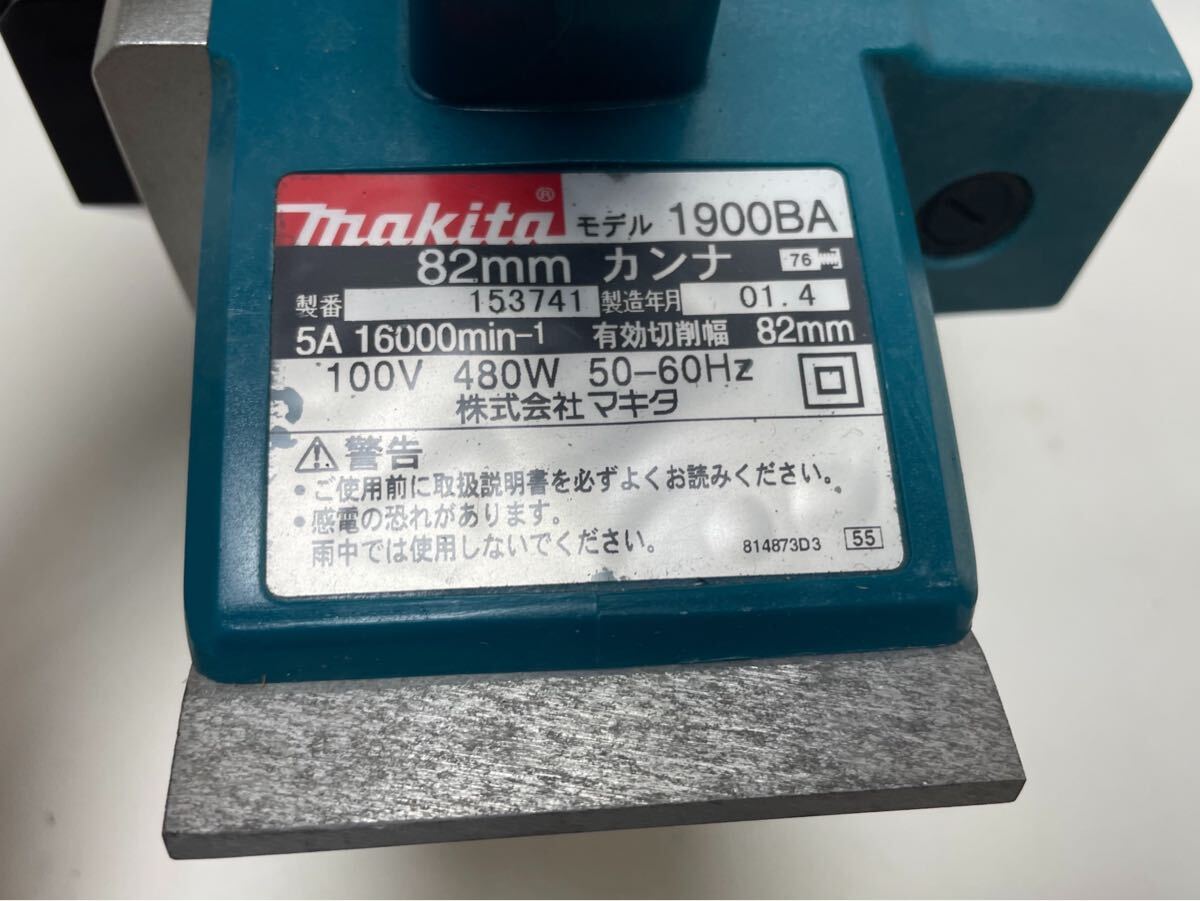 makita® モデル 1900BA
82mm カンナ 76
製番 153741 製造年月 01.4
5A 16000min-1 有効切削幅 82mm
100V 480W 50-60Hz
株式会社マキタ
警告
•ご使用前に取扱説明書を必ずよくお読みください。
•感電の恐れがあります。
雨中では使用しないでください。 814873D3 55